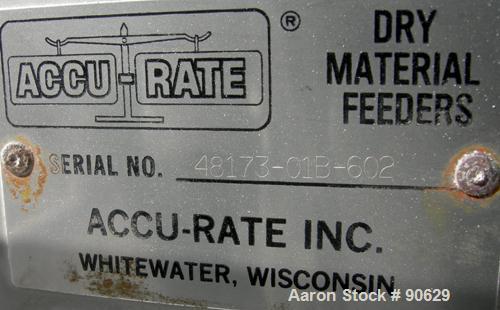 ACCU-RATE ®
DRY
MATERIAL
FEEDERS
SERIAL NO. 48173-01B-602
ACCU-RATE INC.
WHITEWATER, WISCONSIN
Aaron Stock # 90629